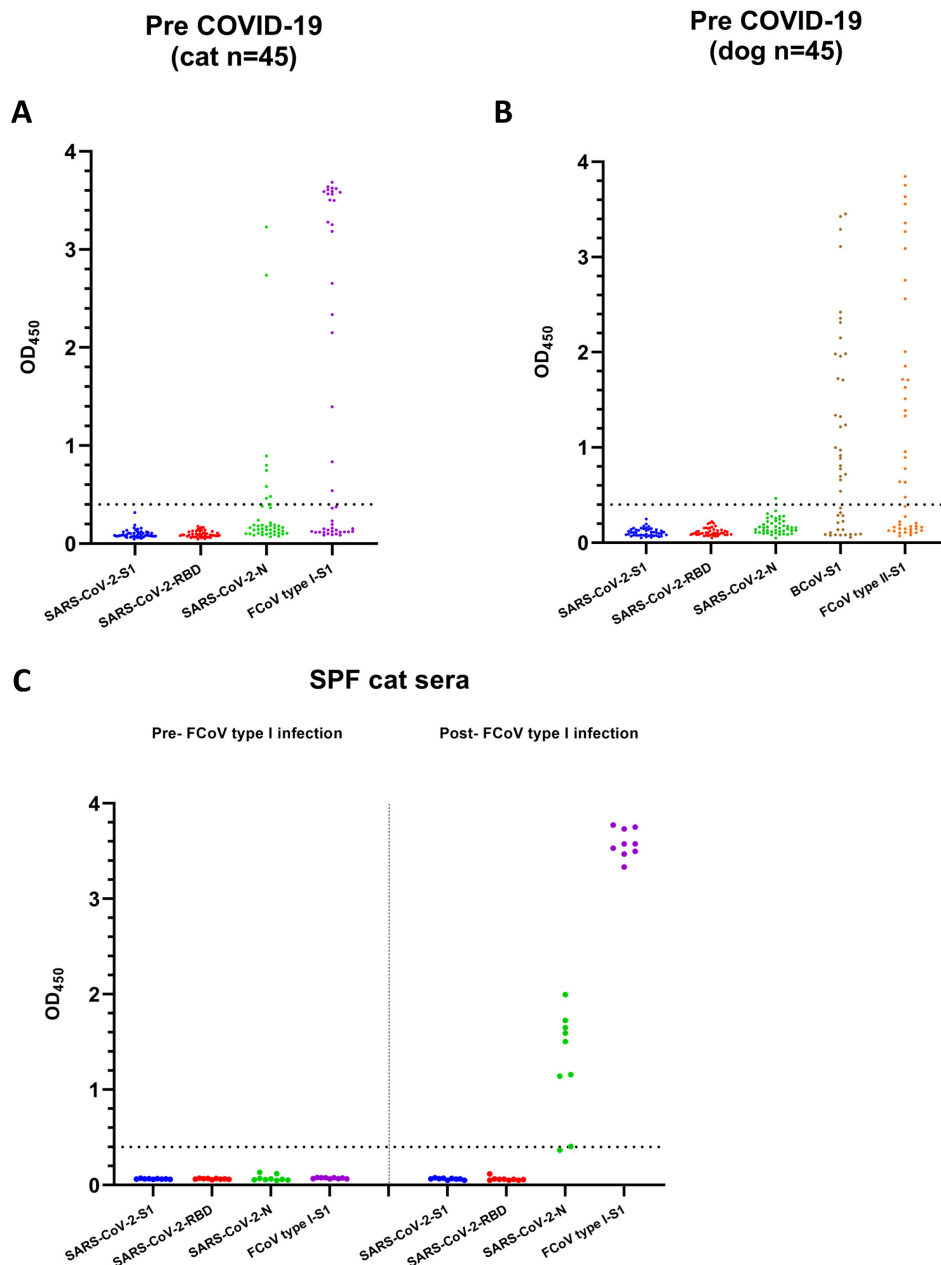 Pre COVID-19
(cat n=45)
Pre COVID-19
(dog n=45)
A
B
4
3
2
1
0
OD450
SARS-CoV-2-S1
SARS-CoV-2-RBD
SARS-CoV-2-N
FCoV type I-S1
4
3
2
1
0
OD450
SARS-CoV-2-S1
SARS-CoV-2-RBD
SARS-CoV-2-N
BCoV-S1
FCoV type II-S1
C
SPF cat sera
Pre- FCoV type I infection
Post- FCoV type I infection
4
3
2
1
0
OD450
SARS-CoV-2-S1
SARS-CoV-2-RBD
SARS-CoV-2-N
FCoV type I-S1
SARS-CoV-2-S1
SARS-CoV-2-RBD
SARS-CoV-2-N
FCoV type I-S1